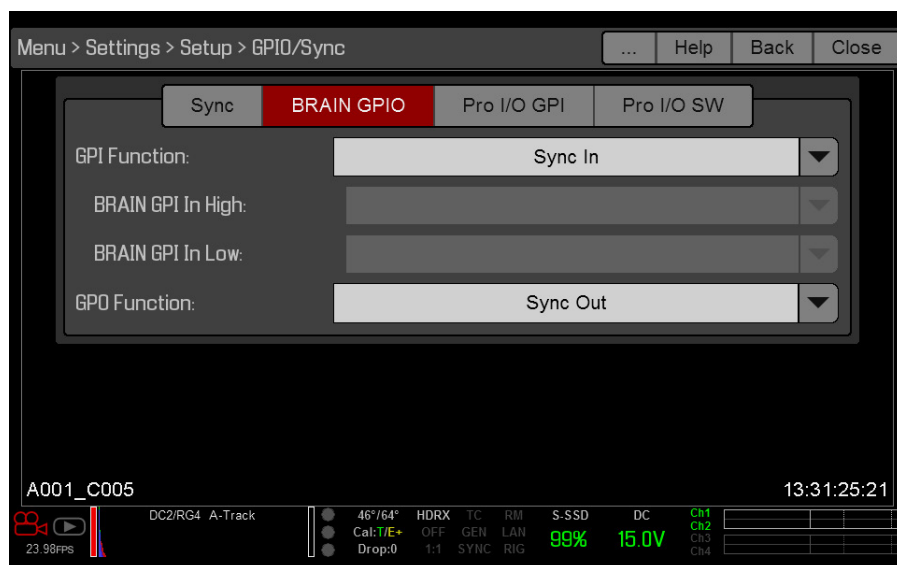 Menu > Settings > Setup > GPIO/Sync ... Help Back Close
Sync BRAIN GPIO Pro I/O GPI Pro I/O SW
GPI Function: Sync In
BRAIN GPI In High:
BRAIN GPI In Low:
GPO Function: Sync Out
A001_C005 13:31:25:21
DC2/RG4 A-Track 46°/64° HDRX TC RM S-SSD DC Ch1
Cal:T/E+ OFF GEN LAN 99% 15.0V Ch2
23.98FPS Drop:0 1:1 SYNC RIG Ch3
Ch4